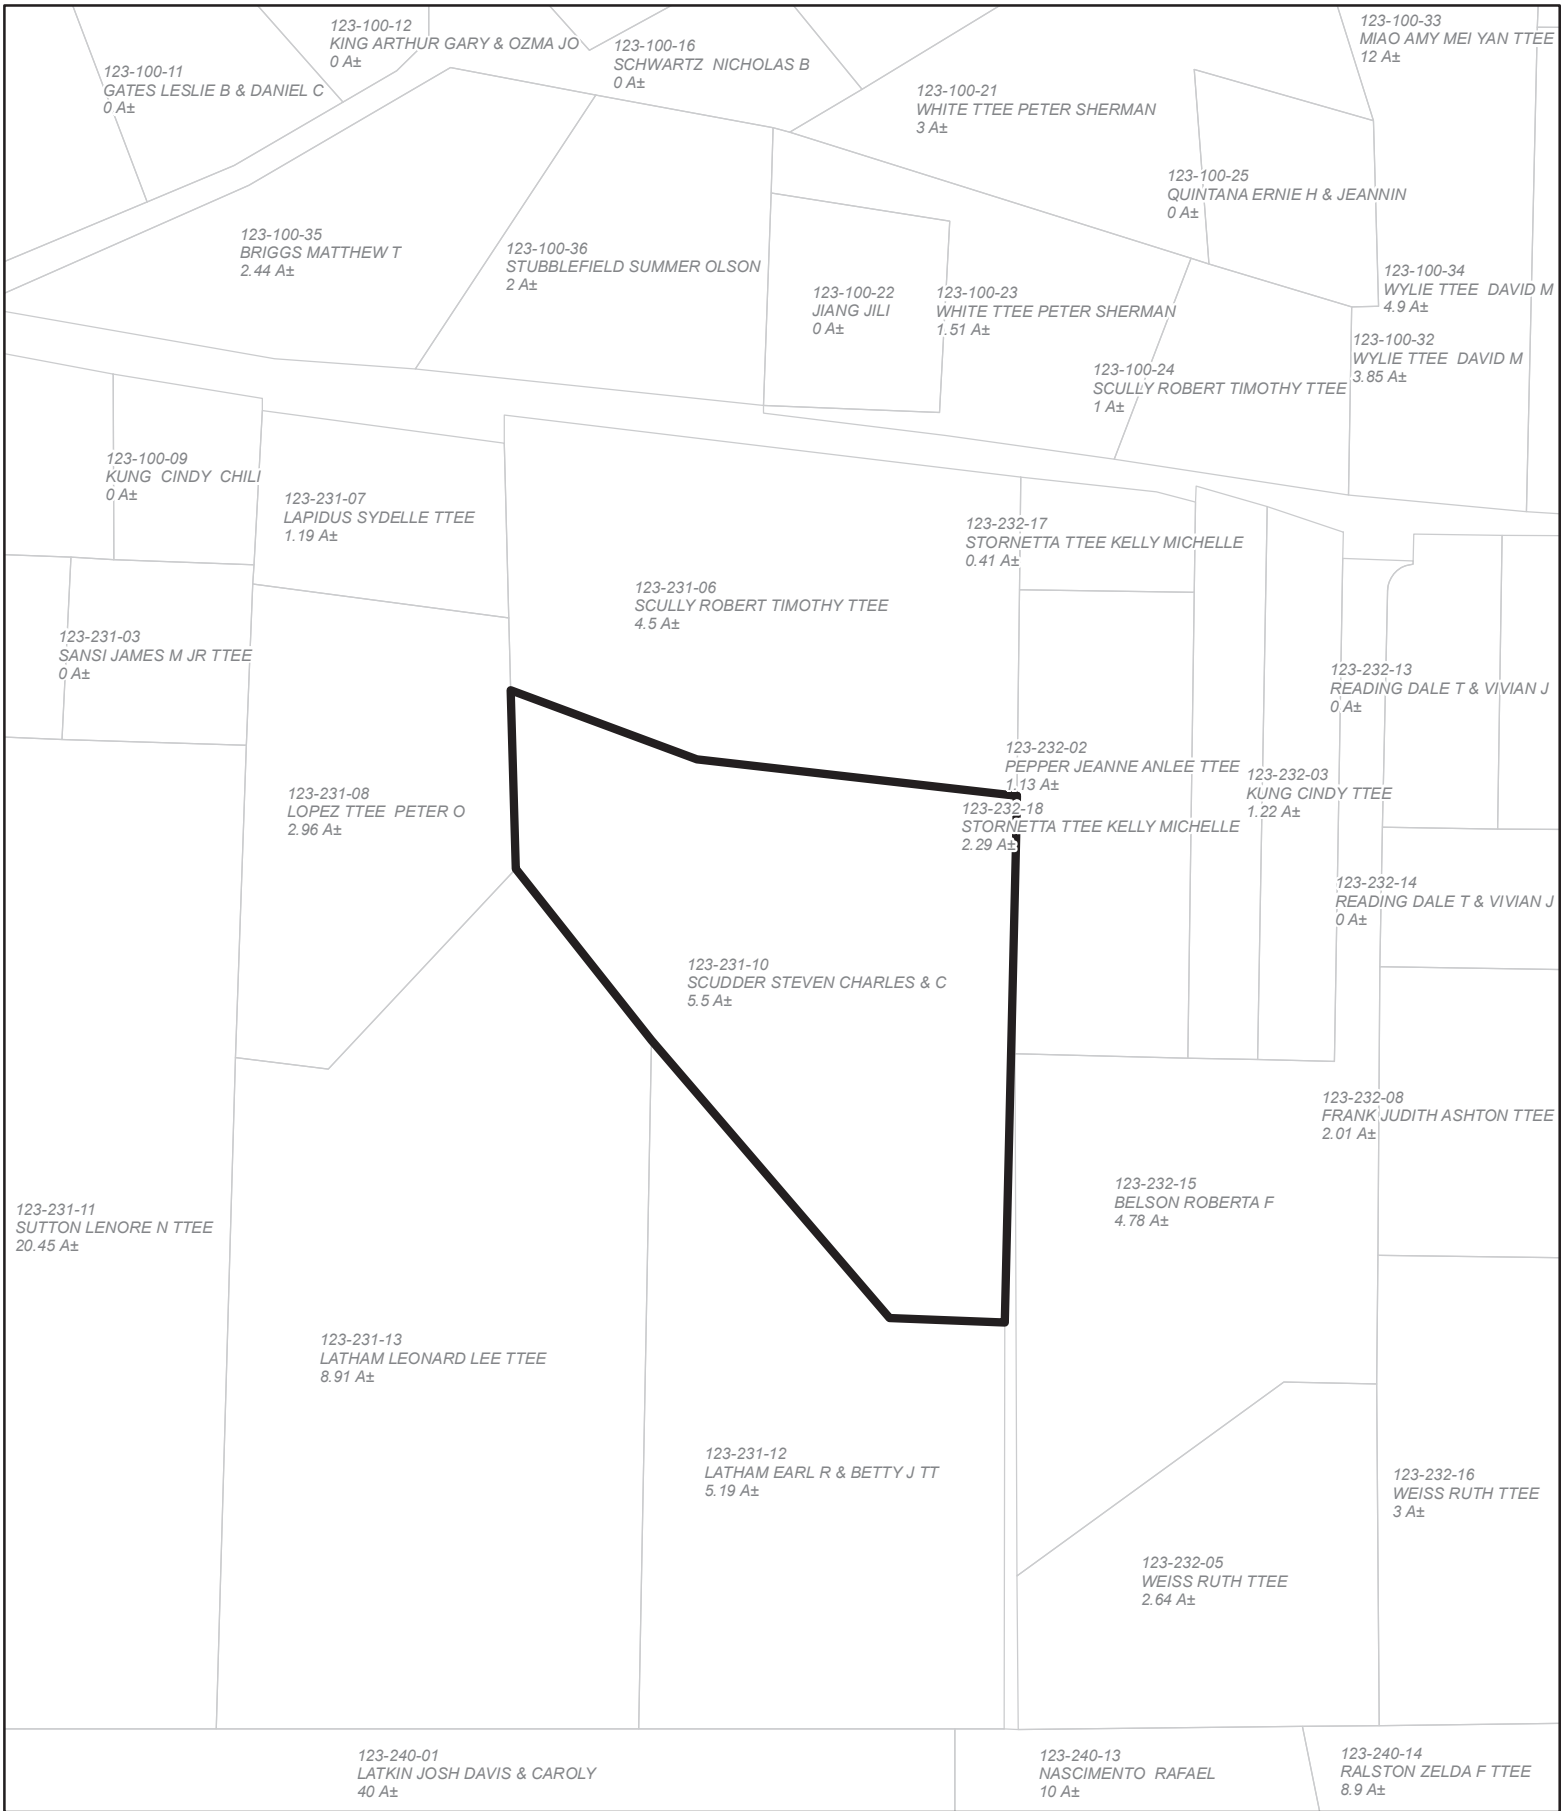 123-100-12
KING ARTHUR GARY & OZMA JO
0 A±
123-100-16
SCHWARTZ NICHOLAS B
0 A±
123-100-33
MIAO AMY MEI YAN TTEE
12 A±
123-100-11
GATES LESLIE B & DANIEL C
0 A±
123-100-21
WHITE TTEE PETER SHERMAN
3 A±
123-100-25
QUINTANA ERNIE H & JEANNIN
0 A±
123-100-35
BRIGGS MATTHEW T
2.44 A±
123-100-36
STUBBLEFIELD SUMMER OLSON
2 A±
123-100-22
JIANG JILI
0 A±
123-100-23
WHITE TTEE PETER SHERMAN
1.51 A±
123-100-34
WYLIE TTEE DAVID M
4.9 A±
123-100-32
WYLIE TTEE DAVID M
3.85 A±
123-100-24
SCULLY ROBERT TIMOTHY TTEE
1 A±
123-100-09
KUNG CINDY CHILI
0 A±
123-231-07
LAPIDUS SYDELLE TTEE
1.19 A±
123-232-17
STORNETTA TTEE KELLY MICHELLE
0.41 A±
123-231-06
SCULLY ROBERT TIMOTHY TTEE
4.5 A±
123-231-03
SANSI JAMES M JR TTEE
0 A±
123-232-13
READING DALE T & VIVIAN J
0 A±
123-232-02
PEPPER JEANNE ANLEE TTEE
1.13 A±
123-232-03
KUNG CINDY TTEE
1.22 A±
123-231-08
LOPEZ TTEE PETER O
2.96 A±
123-232-18
STORNETTA TTEE KELLY MICHELLE
2.29 A±
123-232-14
READING DALE T & VIVIAN J
0 A±
123-231-10
SCUDDER STEVEN CHARLES & C
5.5 A±
123-232-08
FRANK JUDITH ASHTON TTEE
2.01 A±
123-232-15
BELSON ROBERTA F
4.78 A±
123-231-11
SUTTON LENORE N TTEE
20.45 A±
123-231-13
LATHAM LEONARD LEE TTEE
8.91 A±
123-231-12
LATHAM EARL R & BETTY J TT
5.19 A±
123-232-16
WEISS RUTH TTEE
3 A±
123-232-05
WEISS RUTH TTEE
2.64 A±
123-240-01
LATKIN JOSH DAVIS & CAROLY
40 A±
123-240-13
NASCIMENTO RAFAEL
10 A±
123-240-14
RALSTON ZELDA F TTEE
8.9 A±